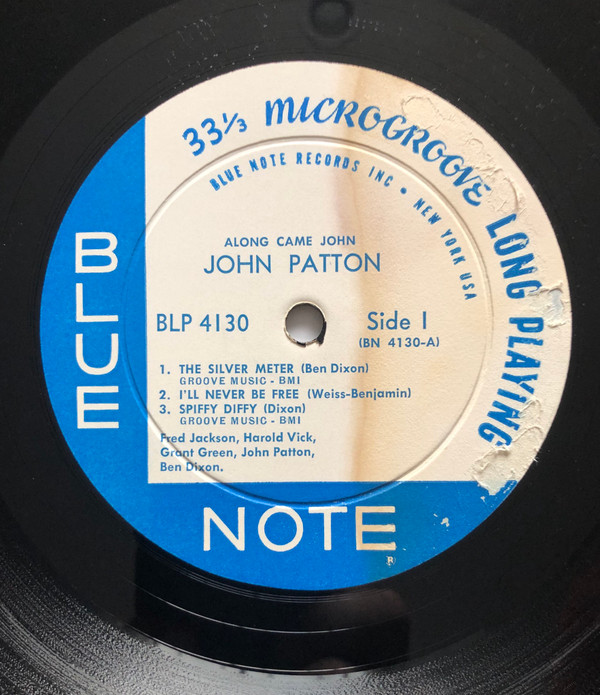 33⅓ MICROGROOVE LONG PLAYING
BLUE NOTE RECORDS INC • NEW YORK USA
ALONG CAME JOHN
JOHN PATTON
BLP 4130
Side 1
(BN 4130-A)
1. THE SILVER METER (Ben Dixon)
GROOVE MUSIC - BMI
2. I'LL NEVER BE FREE (Weiss-Benjamin)
3. SPIFFY DIFFY (Dixon)
GROOVE MUSIC - BMI
Fred Jackson, Harold Vick,
Grant Green, John Patton,
Ben Dixon.
BLUE
NOTE
®